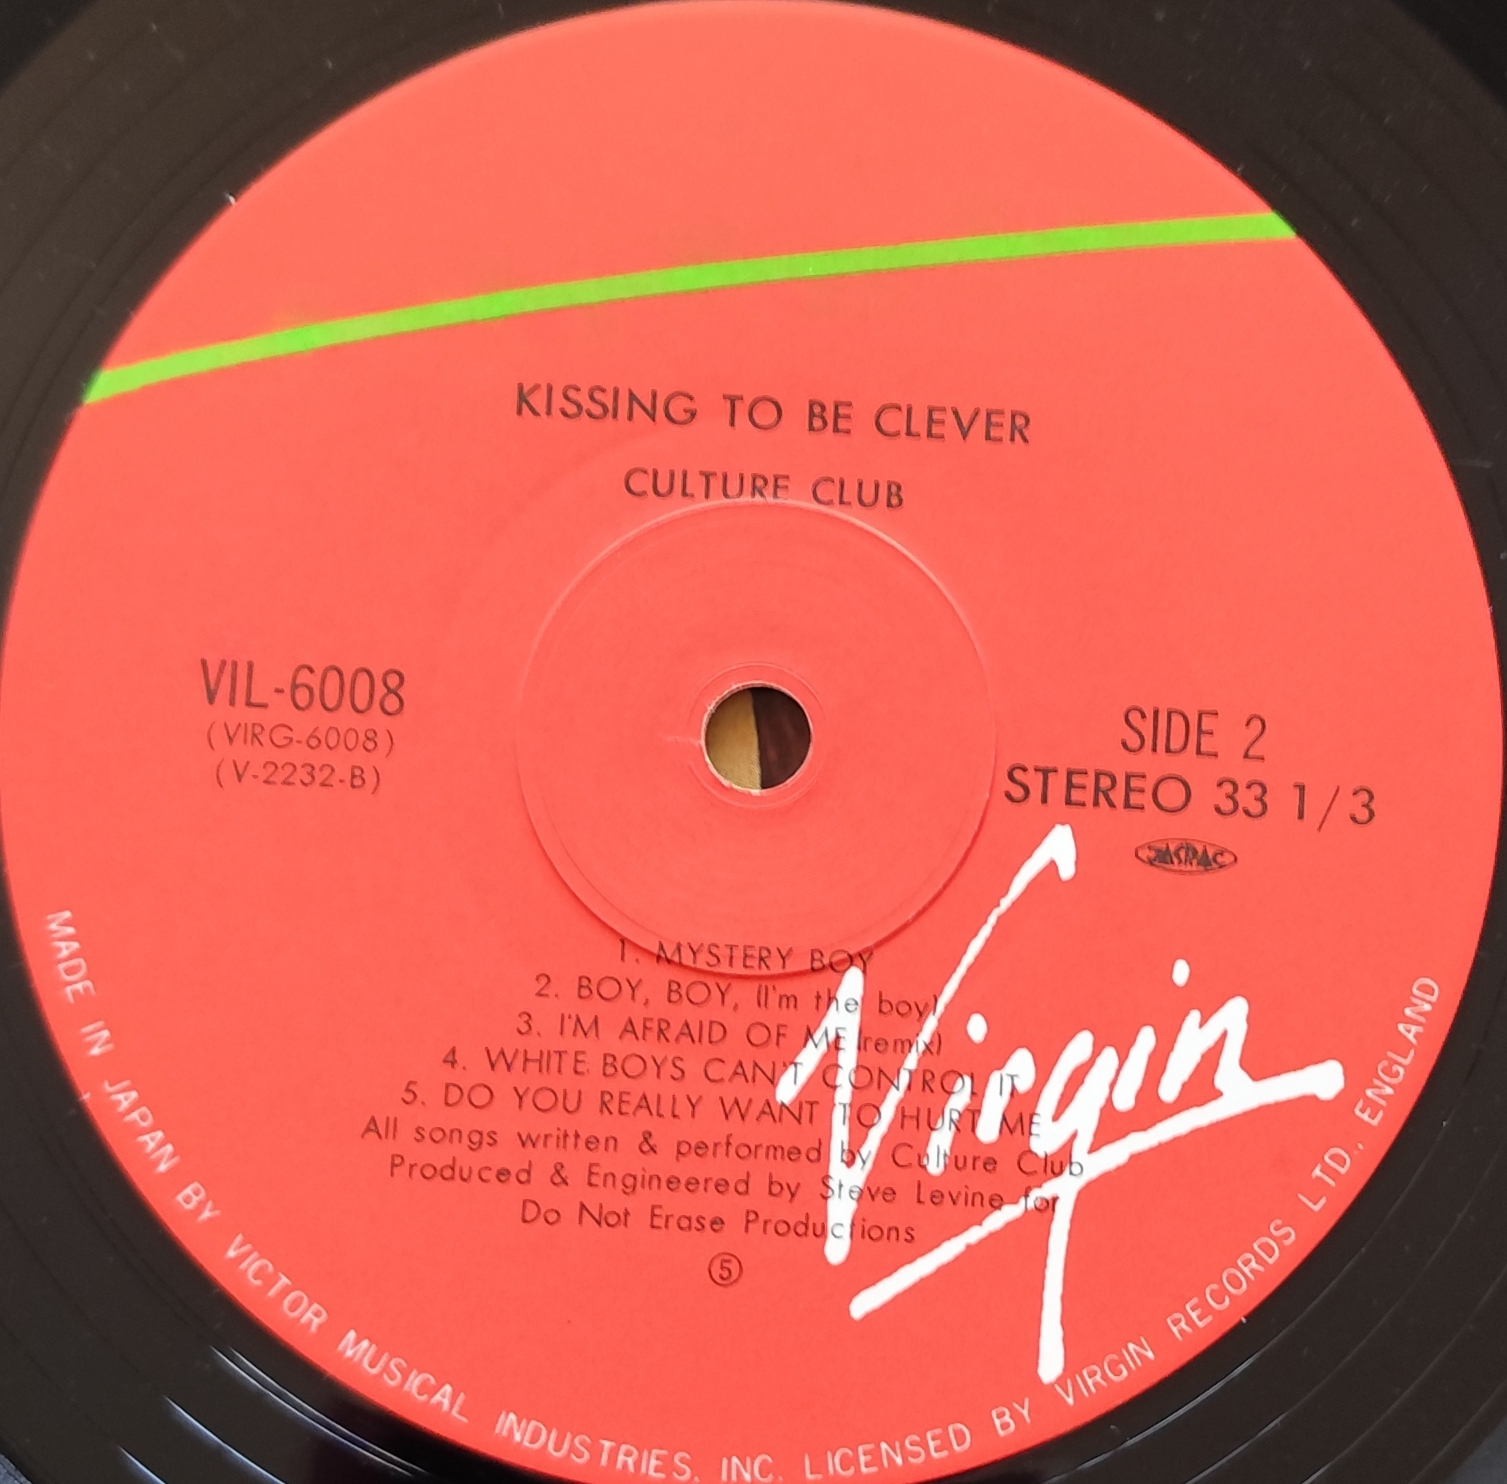 KISSING TO BE CLEVER
CULTURE CLUB
VIL-6008
(VIRG-6008)
(V-2232-B)
SIDE 2
STEREO 33 1/3
JASRAC
1. MYSTERY BOY
2. BOY, BOY, (I'm the boy)
3. I'M AFRAID OF ME (remix)
4. WHITE BOYS CAN'T CONTROL IT
5. DO YOU REALLY WANT TO HURT ME
All songs written & performed by Culture Club
Produced & Engineered by Steve Levine for
Do Not Erase Productions
⑤
Virgin
MADE IN JAPAN BY VICTOR MUSICAL INDUSTRIES, INC. LICENSED BY VIRGIN RECORDS LTD., ENGLAND